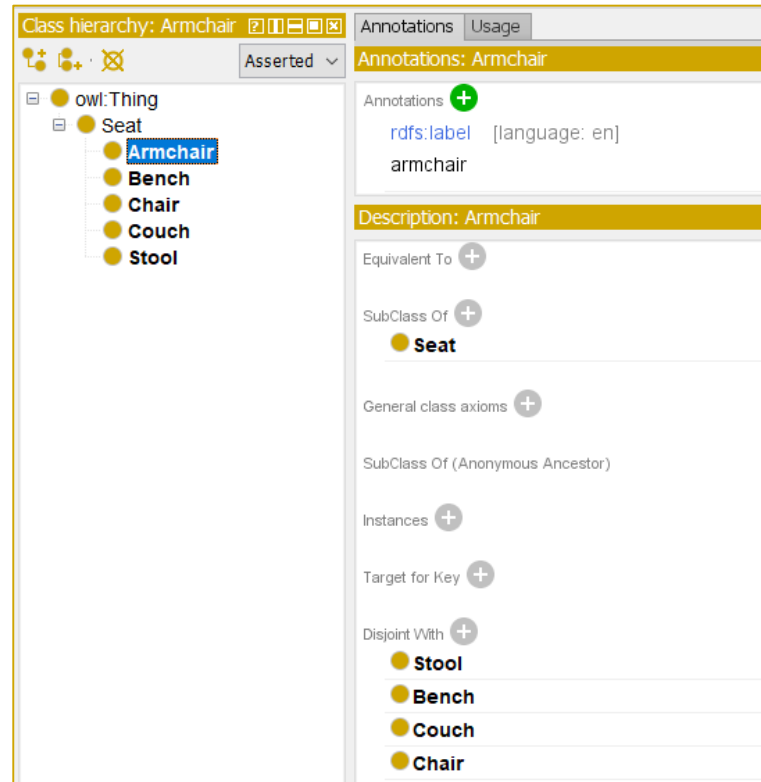 Class hierarchy: Armchair
Asserted
owl:Thing
Seat
Armchair
Bench
Chair
Couch
Stool
Annotations Usage
Annotations: Armchair
Annotations
rdfs:label [language: en]
armchair
Description: Armchair
Equivalent To
SubClass Of
Seat
General class axioms
SubClass Of (Anonymous Ancestor)
Instances
Target for Key
Disjoint With
Stool
Bench
Couch
Chair